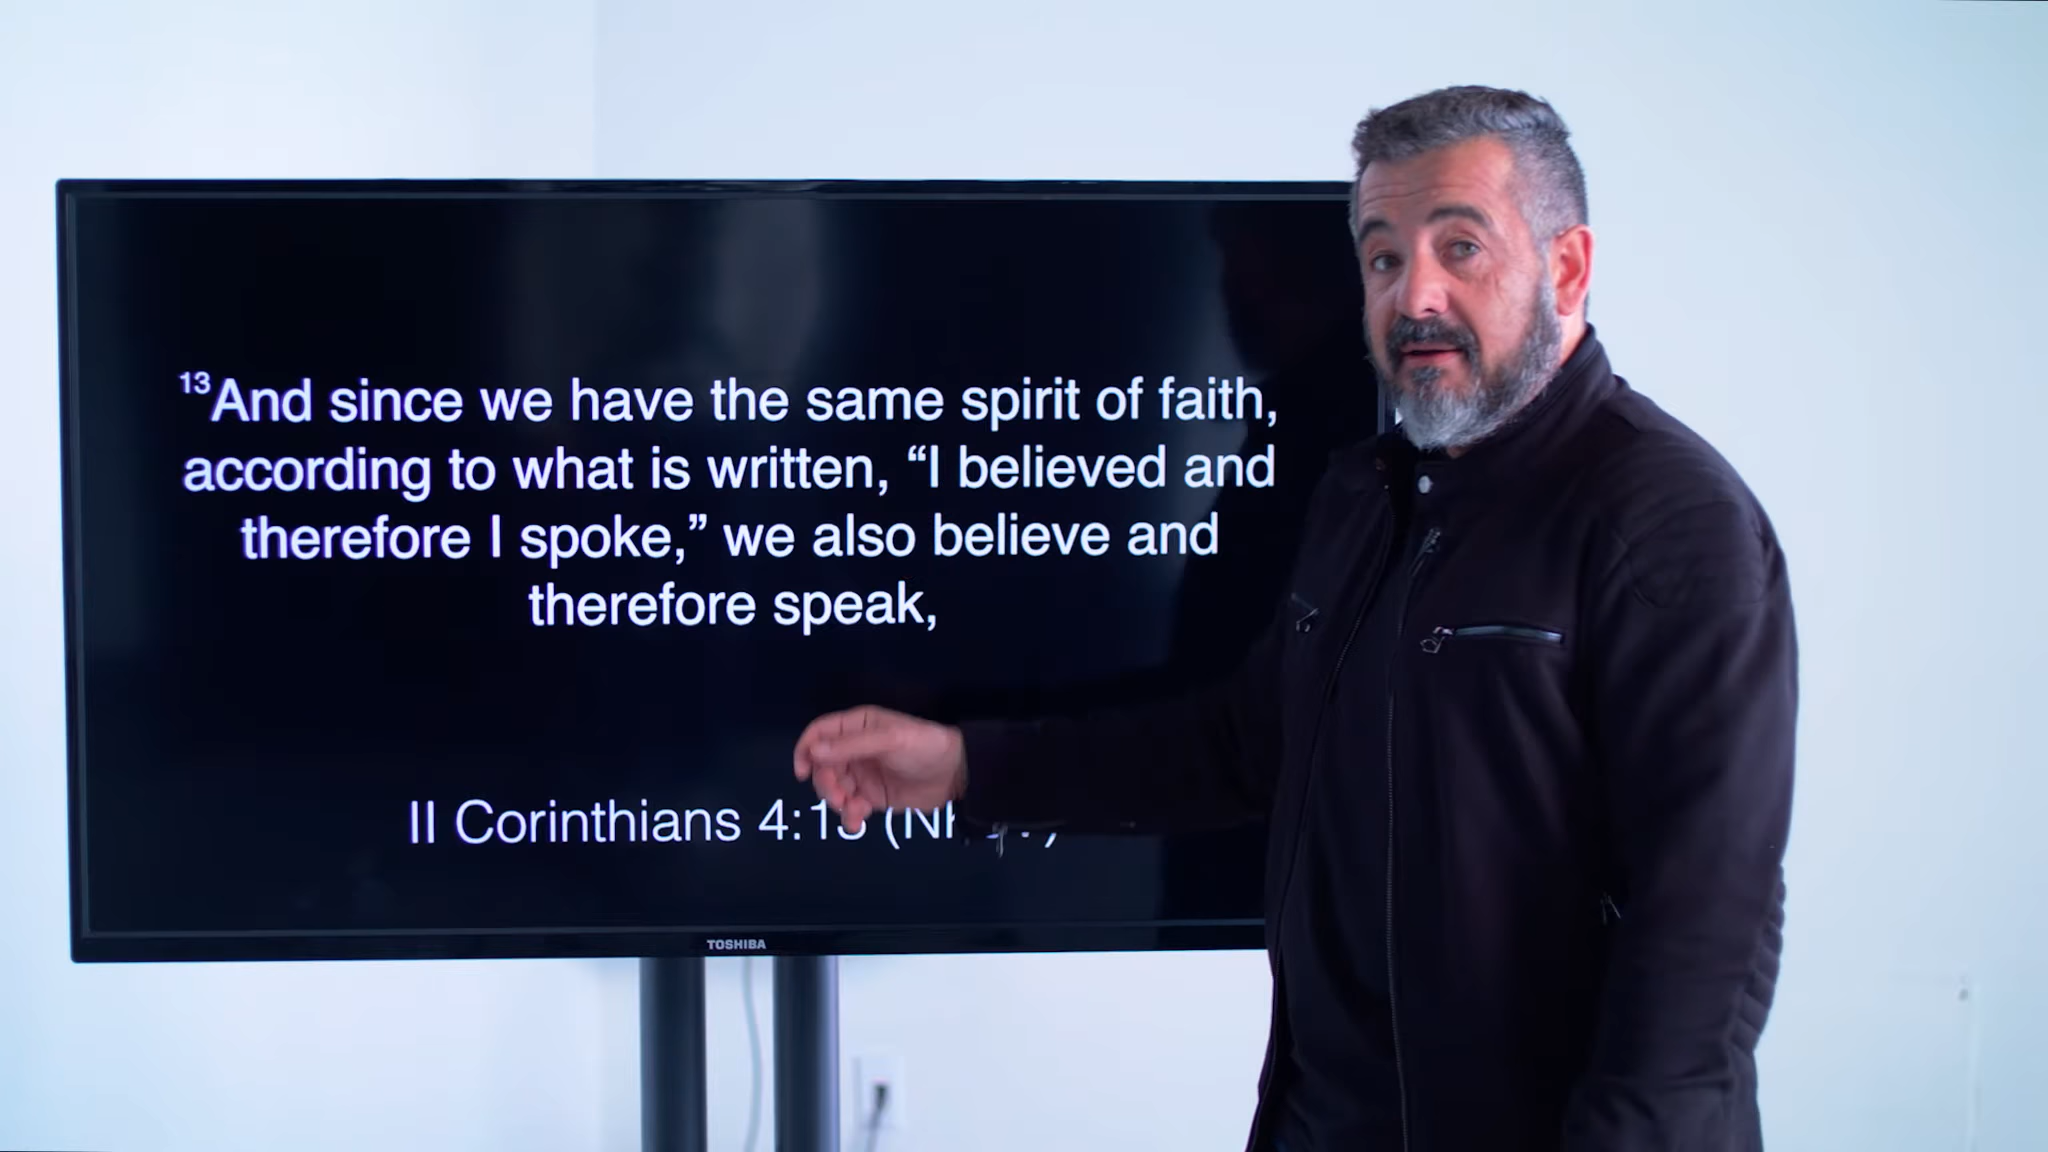 ¹³And since we have the same spirit of faith,
according to what is written, “I believed and
therefore I spoke,” we also believe and
therefore speak,
II Corinthians 4:13
TOSHIBA